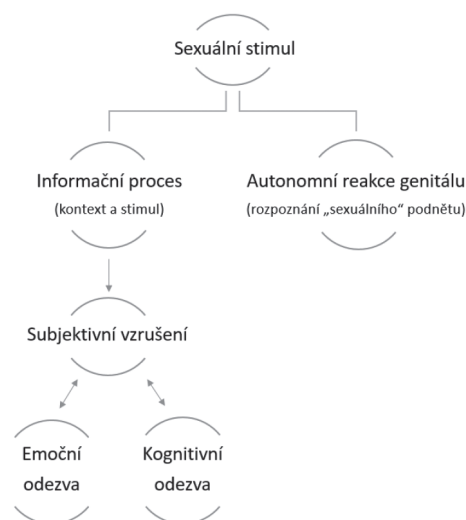 Sexuální stimul
Informační proces
(kontext a stimul)
Autonomní reakce genitálu
(rozpoznání „sexuálního“ podnětu)
Subjektivní vzrušení
Emoční
odezva
Kognitivní
odezva